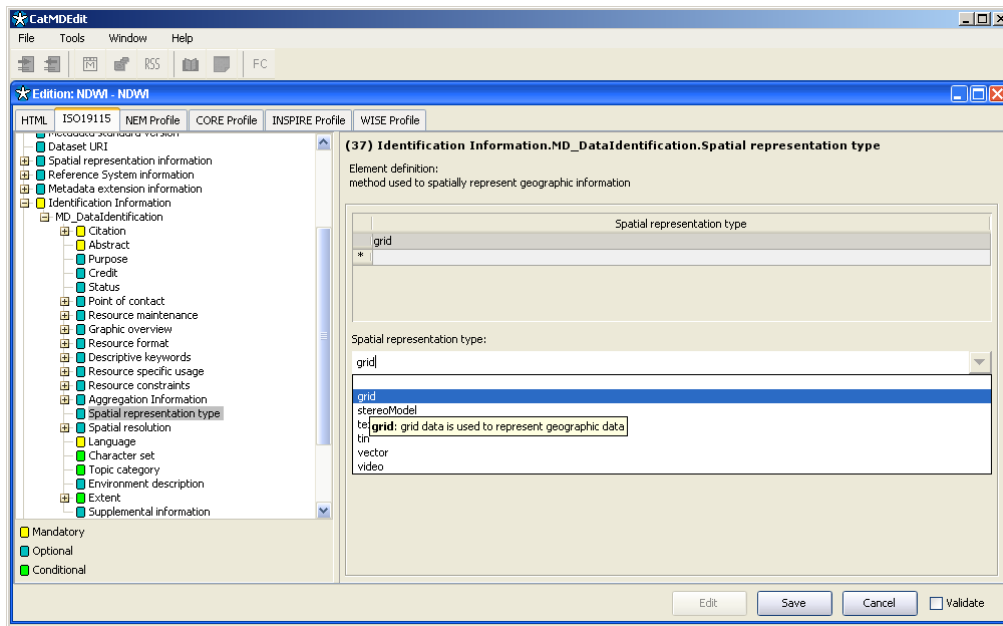 CatMDEdit
File Tools Window Help
RSS FC
Edition: NDWI - NDWI
HTML ISO19115 NEM Profile CORE Profile INSPIRE Profile WISE Profile
Metadata standard version
Dataset URI
Spatial representation information
Reference System information
Metadata extension information
Identification Information
MD_DataIdentification
Citation
Abstract
Purpose
Credit
Status
Point of contact
Resource maintenance
Graphic overview
Resource format
Descriptive keywords
Resource specific usage
Resource constraints
Aggregation Information
Spatial representation type
Spatial resolution
Language
Character set
Topic category
Environment description
Extent
Supplemental information
Mandatory
Optional
Conditional
(37) Identification Information.MD_DataIdentification.Spatial representation type
Element definition:
method used to spatially represent geographic information
Spatial representation type
grid
*
Spatial representation type:
grid
grid
stereoModel
grid: grid data is used to represent geographic data
tin
vector
video
Edit Save Cancel Validate